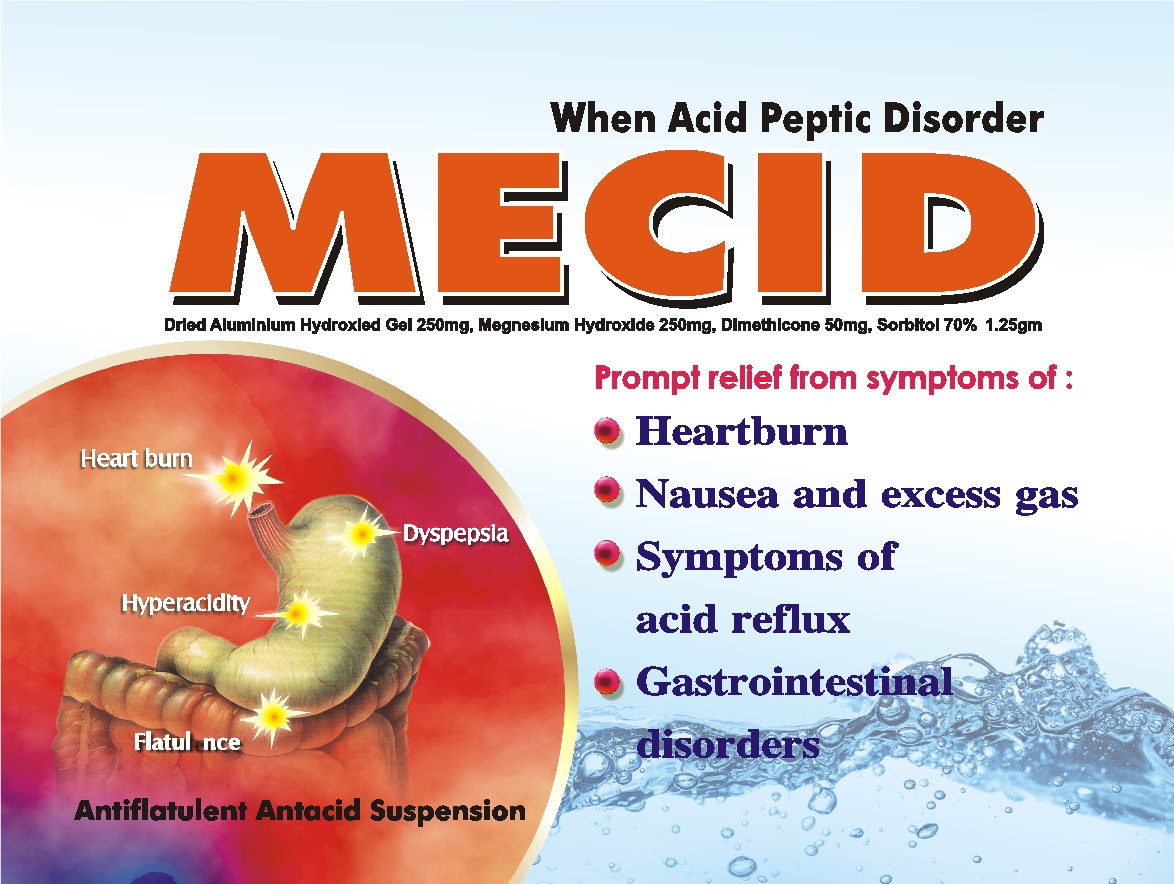 When Acid Peptic Disorder
MECID
Dried Aluminium Hydroxied Gel 250mg, Megnesium Hydroxide 250mg, Dimethicone 50mg, Sorbitol 70% 1.25gm
Prompt relief from symptoms of :
Heartburn
Nausea and excess gas
Symptoms of
acid reflux
Gastrointestinal
disorders
Heart burn
Dyspepsia
Hyperacidity
Flatul nce
Antiflatulent Antacid Suspension